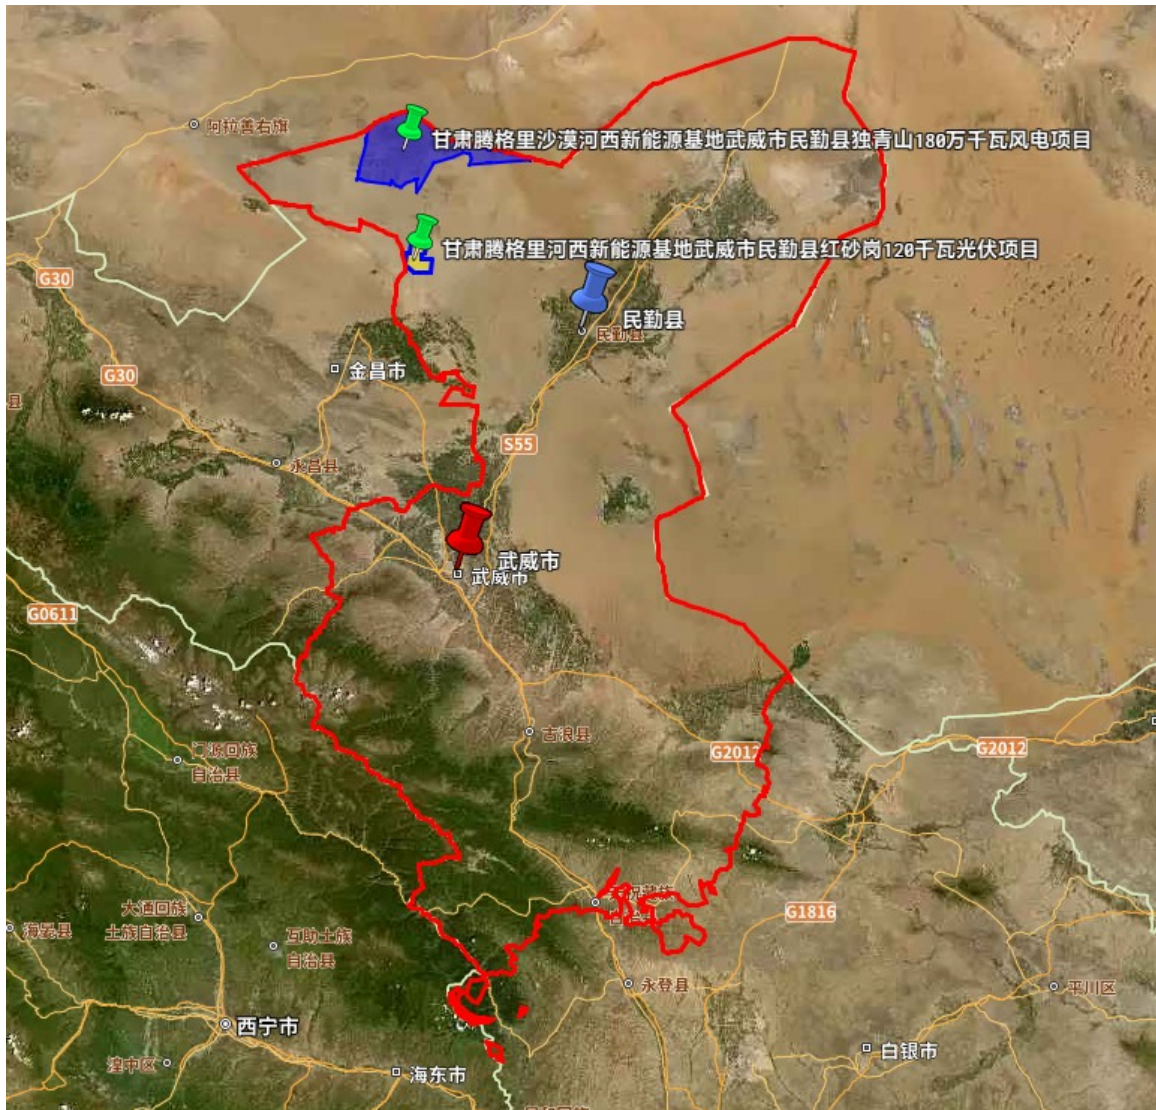 阿拉善右旗
甘肃腾格里沙漠河西新能源基地武威市民勤县独青山180万千瓦风电项目
甘肃腾格里河西新能源基地武威市民勤县红砂岗120千瓦光伏项目
G30
民勤县
民勤县
金昌市
G30
县
S55
永昌县
武威市
武威市
G0611
古浪县
门源回族
自治县
G2012
G2012
大通回族
土族自治县
G1816
海晏县
互助土族
自治县
永登县
平川区
西宁市
白银市
湟中区
海东市